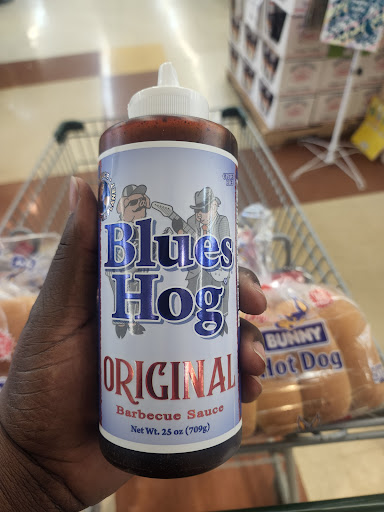 Blues
Hog
ORIGINAL
Barbecue Sauce
Net Wt. 25 oz (709g)
BUNNY
Hot Dog